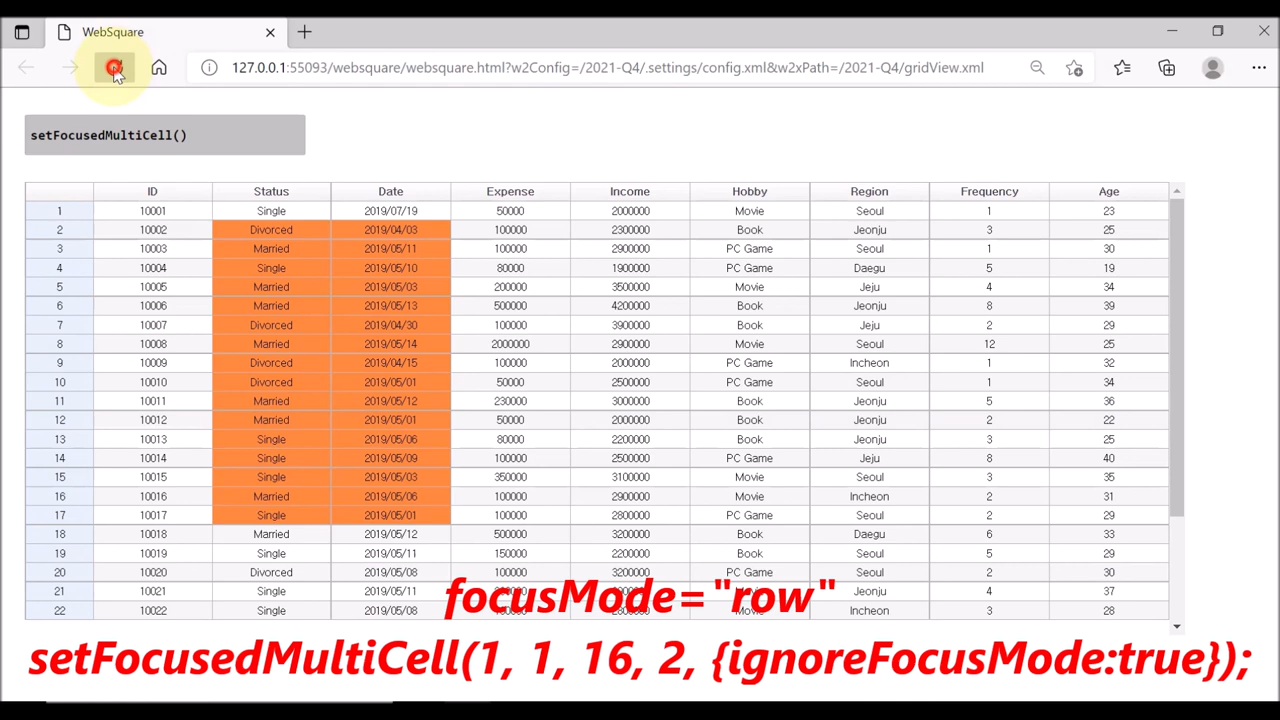 WebSquare
127.0.0.1:55093/websquare/websquare.html?w2Config=/2021-Q4/.settings/config.xml&w2xPath=/2021-Q4/gridView.xml
setFocusedMultiCell()
ID Status Date Expense Income Hobby Region Frequency Age
1 10001 Single 2019/07/19 50000 2000000 Movie Seoul 1 23
2 10002 Divorced 2019/04/03 100000 2300000 Book Jeonju 3 25
3 10003 Married 2019/05/11 100000 2900000 PC Game Seoul 1 30
4 10004 Single 2019/05/10 80000 1900000 PC Game Daegu 5 19
5 10005 Married 2019/05/03 200000 3500000 Movie Jeju 4 34
6 10006 Married 2019/05/13 500000 4200000 Book Jeonju 8 39
7 10007 Divorced 2019/04/30 100000 3900000 Book Jeju 2 29
8 10008 Married 2019/05/14 2000000 2900000 Movie Seoul 12 25
9 10009 Divorced 2019/04/15 100000 2000000 PC Game Incheon 1 32
10 10010 Divorced 2019/05/01 50000 2500000 PC Game Seoul 1 34
11 10011 Married 2019/05/12 230000 3000000 Book Jeonju 5 36
12 10012 Married 2019/05/01 50000 2000000 Book Jeonju 2 22
13 10013 Single 2019/05/06 80000 2200000 Book Jeonju 3 25
14 10014 Single 2019/05/09 100000 2500000 PC Game Jeju 8 40
15 10015 Single 2019/05/03 350000 3100000 Movie Seoul 3 35
16 10016 Married 2019/05/06 100000 2900000 Movie Incheon 2 31
17 10017 Single 2019/05/01 100000 2800000 PC Game Seoul 2 29
18 10018 Married 2019/05/12 500000 3200000 Book Daegu 6 33
19 10019 Single 2019/05/11 150000 2200000 Book Seoul 5 29
20 10020 Divorced 2019/05/08 100000 3200000 PC Game Seoul 2 30
21 10021 Single 2019/05/11 Jeonju 4 37
22 10022 Single 2019/05/08 Incheon 3 28
focusMode="row"
setFocusedMultiCell(1, 1, 16, 2, {ignoreFocusMode:true});